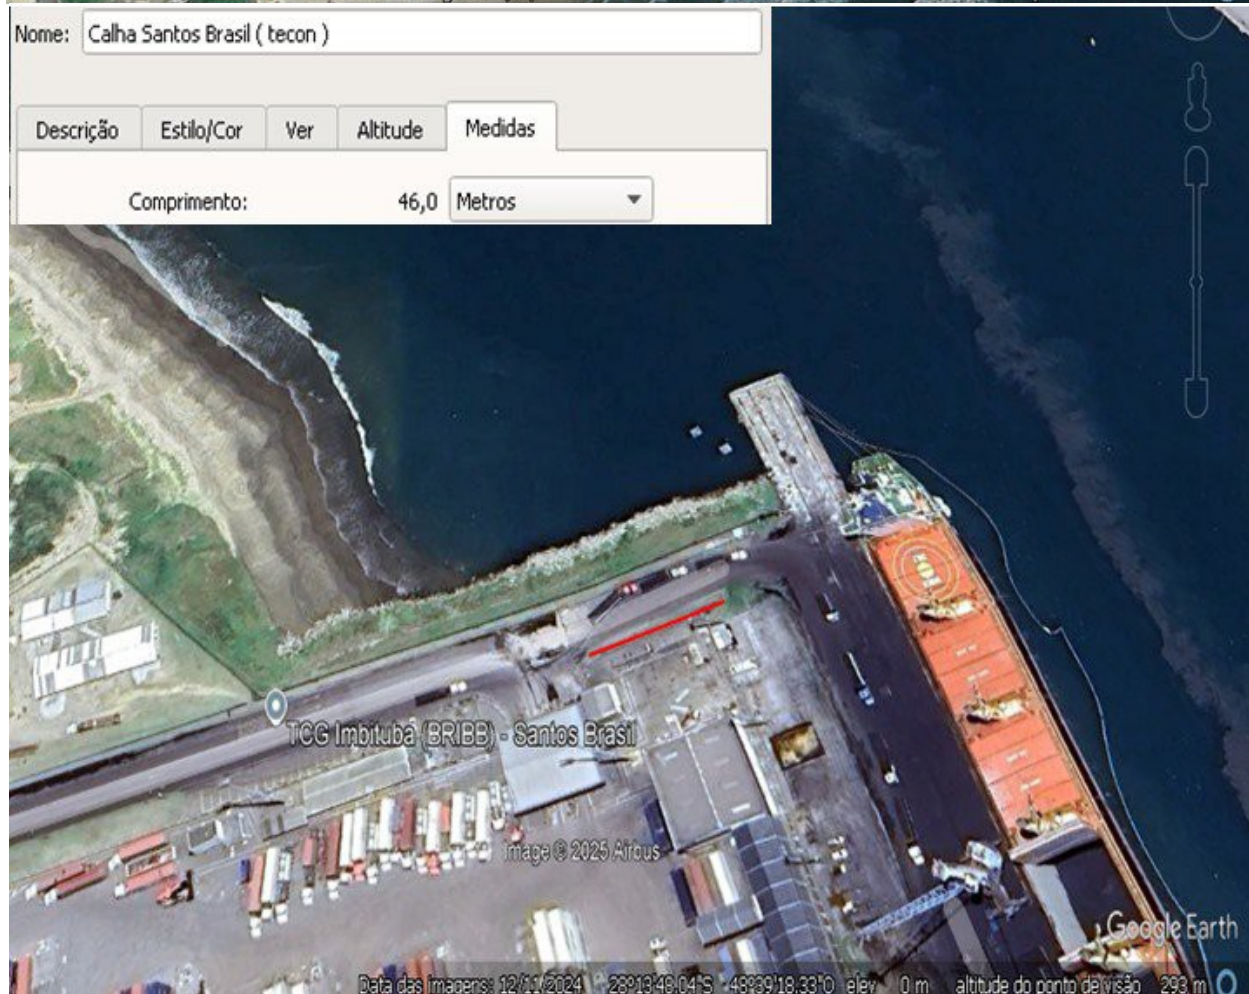 Nome: Calha Santos Brasil ( tecon )
Descrição Estilo/Cor Ver Altitude Medidas
Comprimento: 46,0 Metros
TCG Imbituba (BRIBB) - Santos Brasil
Image © 2025 Airbus
Google Earth
Data das imagens: 12/11/2024 28°13'48.04"S 48°39'18.33"O elev 0 m altitude do ponto de visão 293 m